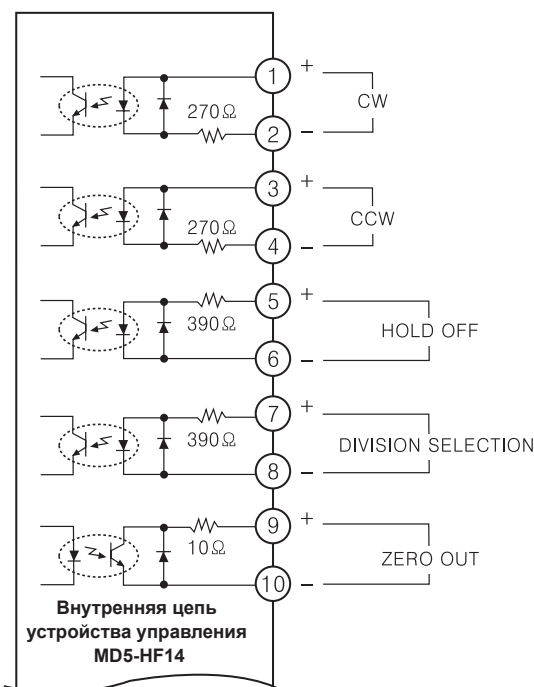 1 +
CW
270Ω
2 −
3 +
CCW
270Ω
4 −
5 +
390Ω
HOLD OFF
6 −
7 +
390Ω
DIVISION SELECTION
8 −
9 +
10Ω
ZERO OUT
10 −
Внутренняя цепь
устройства управления
MD5-HF14